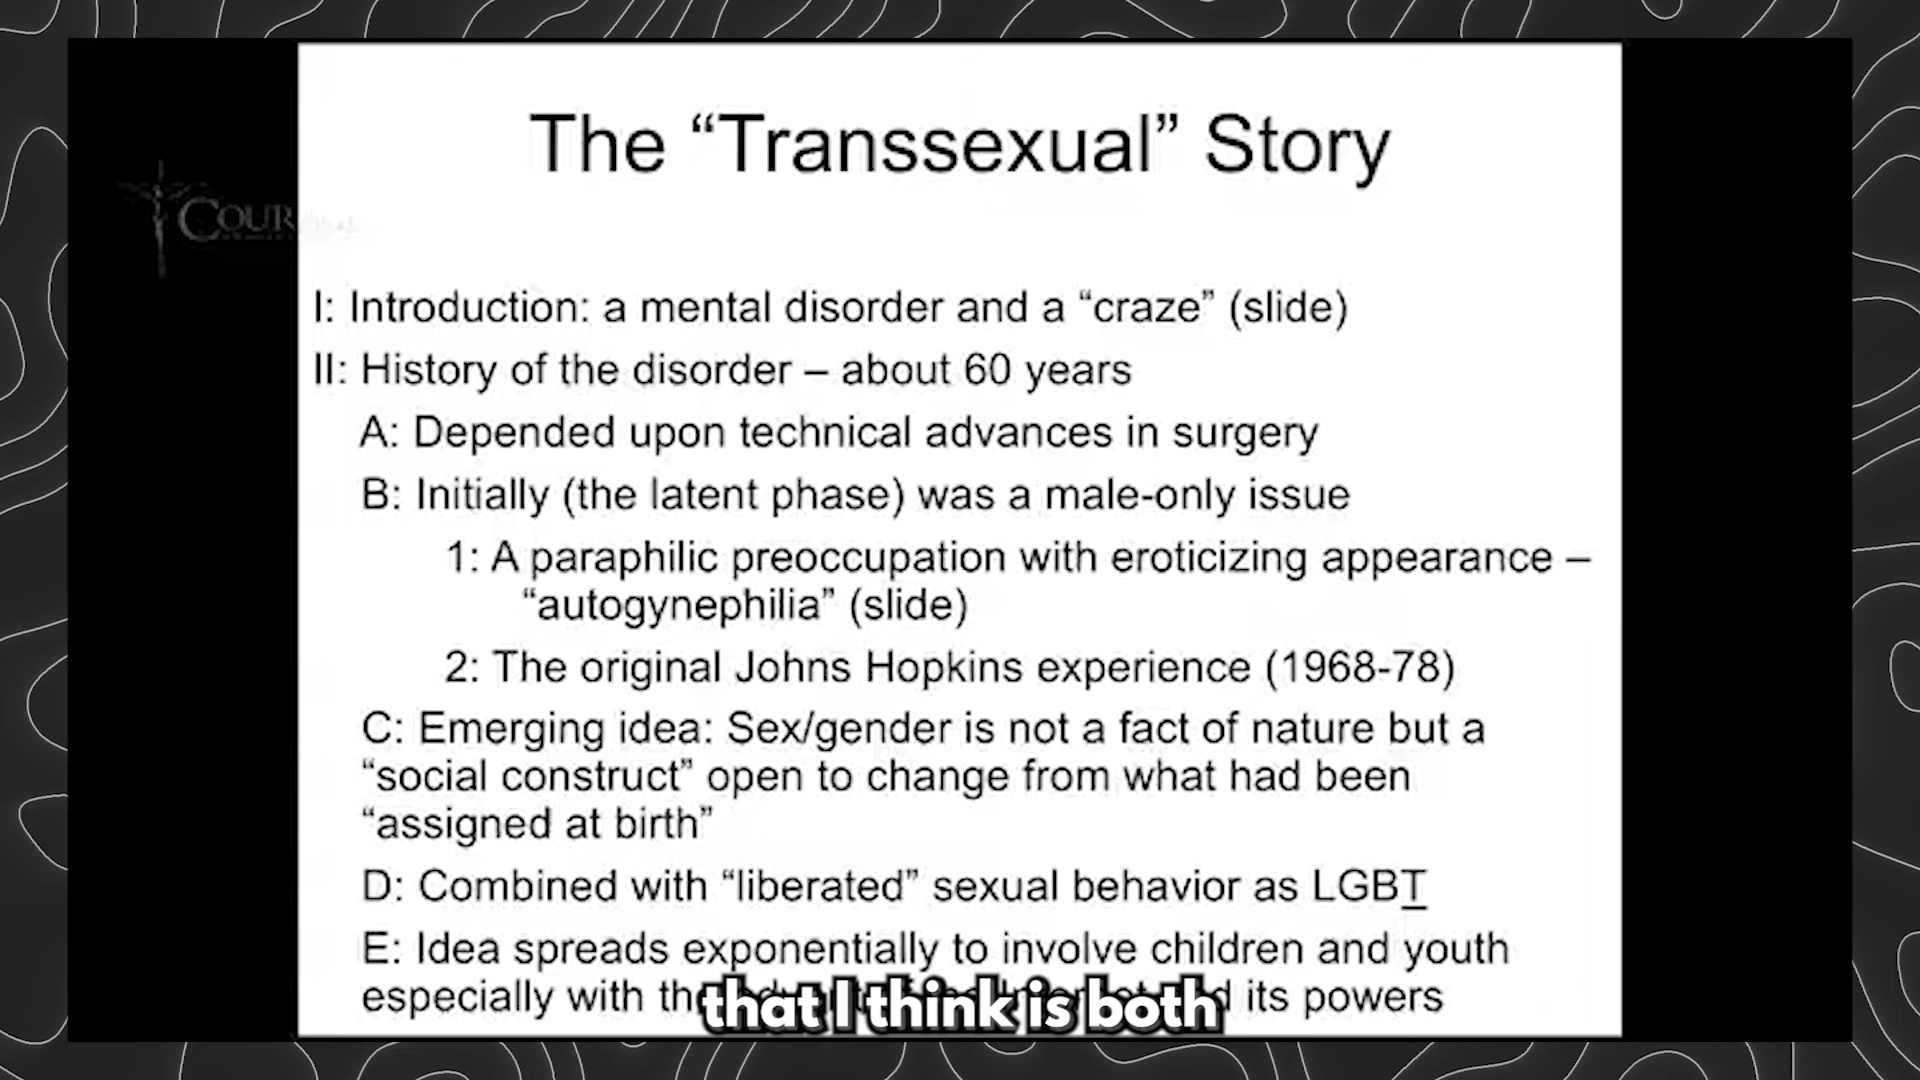 The “Transsexual” Story
COUR
I: Introduction: a mental disorder and a “craze” (slide)
II: History of the disorder – about 60 years
A: Depended upon technical advances in surgery
B: Initially (the latent phase) was a male-only issue
1: A paraphilic preoccupation with eroticizing appearance –
“autogynephilia” (slide)
2: The original Johns Hopkins experience (1968-78)
C: Emerging idea: Sex/gender is not a fact of nature but a
“social construct” open to change from what had been
“assigned at birth”
D: Combined with “liberated” sexual behavior as LGBT
E: Idea spreads exponentially to involve children and youth
especially with its powers
that I think is both